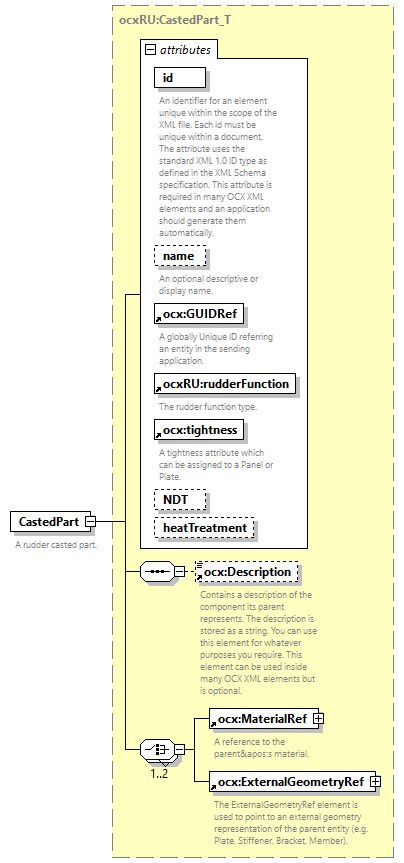 ocxRU:CastedPart_T
attributes
id
An identifier for an element
unique within the scope of the
XML file. Each id must be
unique within a document.
The attribute uses the
standard XML 1.0 ID type as
defined in the XML Schema
specification. This attribute is
required in many OCX XML
elements and an application
should generate them
automatically.
name
An optional descriptive or
display name.
ocx:GUIDRef
A globally Unique ID referring
an entity in the sending
application.
ocxRU:rudderFunction
The rudder function type.
ocx:tightness
A tightness attribute which
can be assigned to a Panel or
Plate.
NDT
heatTreatment
CastedPart
A rudder casted part.
ocx:Description
Contains a description of the
component its parent
represents. The description is
stored as a string. You can use
this element for whatever
purposes you require. This
element can be used inside
many OCX XML elements but
is optional.
1..2
ocx:MaterialRef
A reference to the
parent&apos;s material.
ocx:ExternalGeometryRef
The ExternalGeometryRef element is
used to point to an external geometry
representation of the parent entity (e.g.
Plate, Stiffener, Bracket, Member).